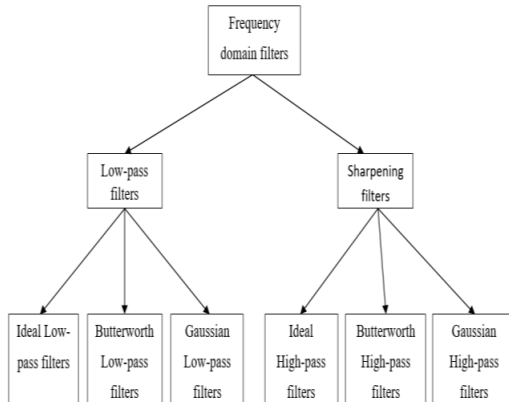 Frequency
domain filters
Low-pass
filters
Sharpening
filters
Ideal Low-
pass filters
Butterworth
Low-pass
filters
Gaussian
Low-pass
filters
Ideal
High-pass
filters
Butterworth
High-pass
filters
Gaussian
High-pass
filters